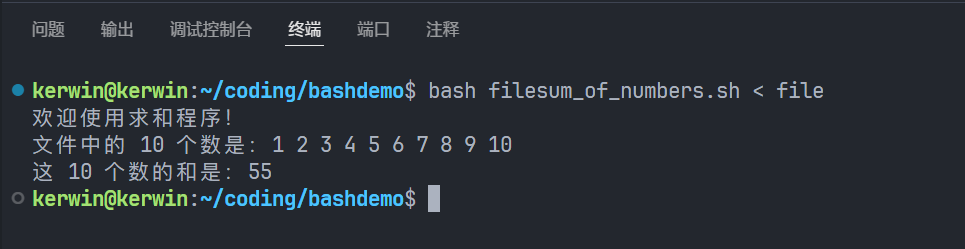 问题 输出 调试控制台 终端 端口 注释
kerwin@kerwin:~/coding/bashdemo$ bash filesum_of_numbers.sh < file
欢迎使用求和程序！
文件中的 10 个数是：1 2 3 4 5 6 7 8 9 10
这 10 个数的和是：55
kerwin@kerwin:~/coding/bashdemo$